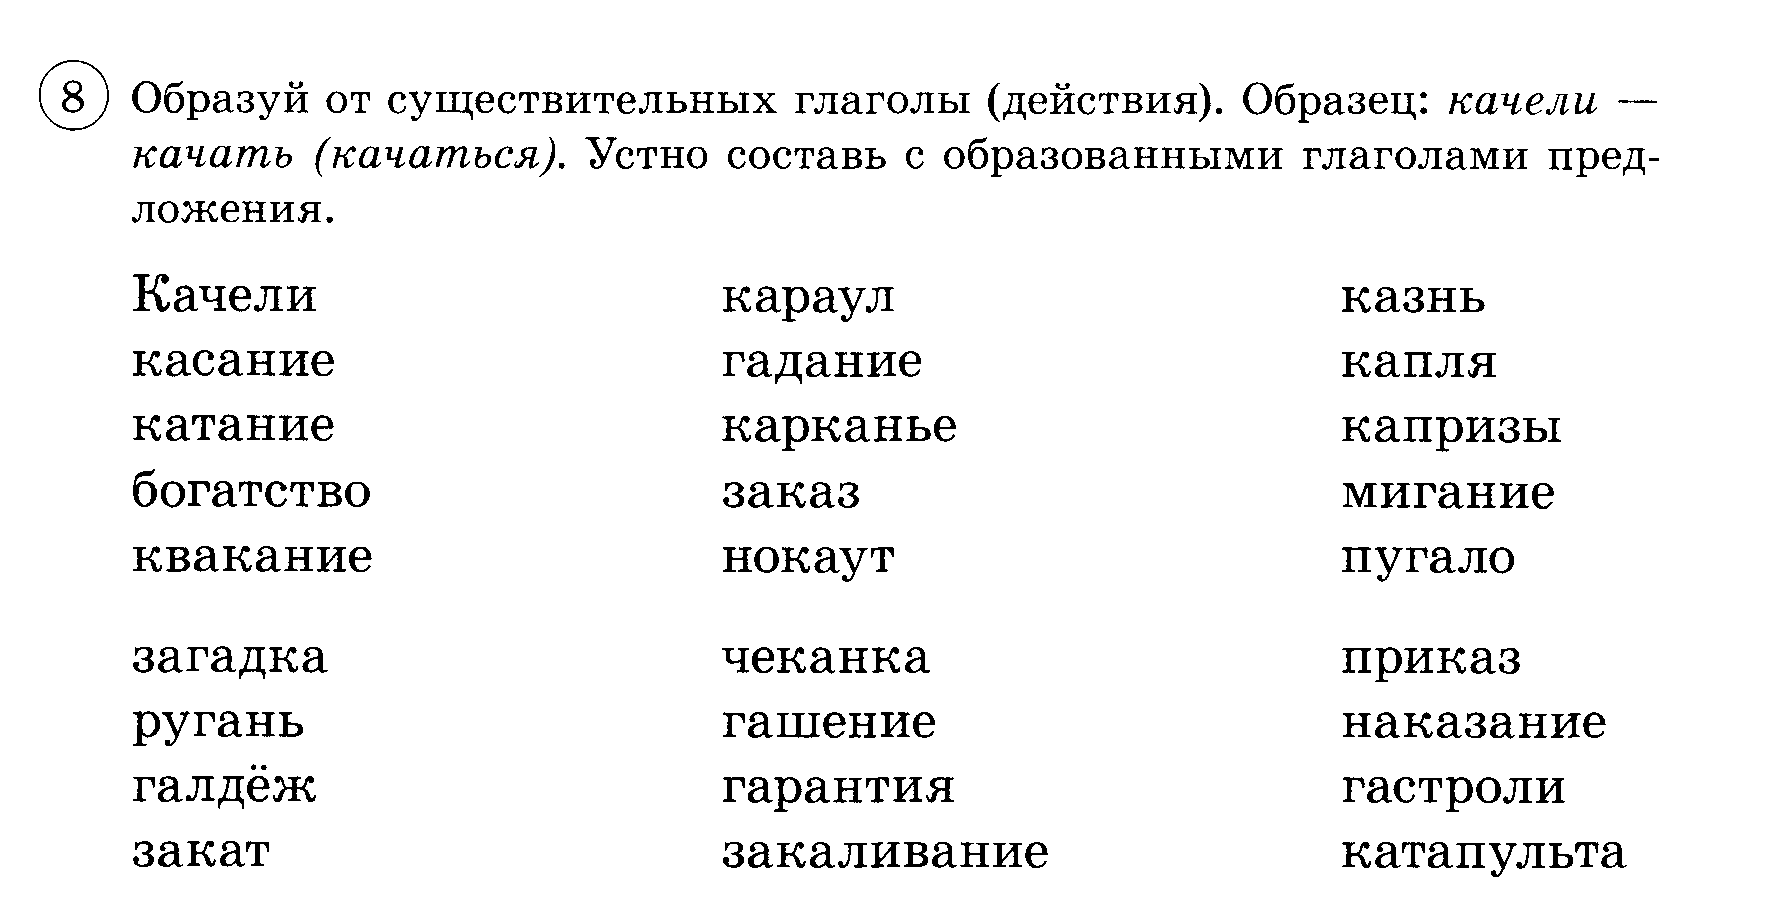 8 Образуй от существительных глаголы (действия). Образец: качели —
качать (качаться). Устно составь с образованными глаголами пред-
ложения.
Качели караул казнь
касание гадание капля
катание карканье капризы
богатство заказ мигание
квакание нокаут пугало
загадка чеканка приказ
ругань гашение наказание
галдёж гарантия гастроли
закат закаливание катапульта